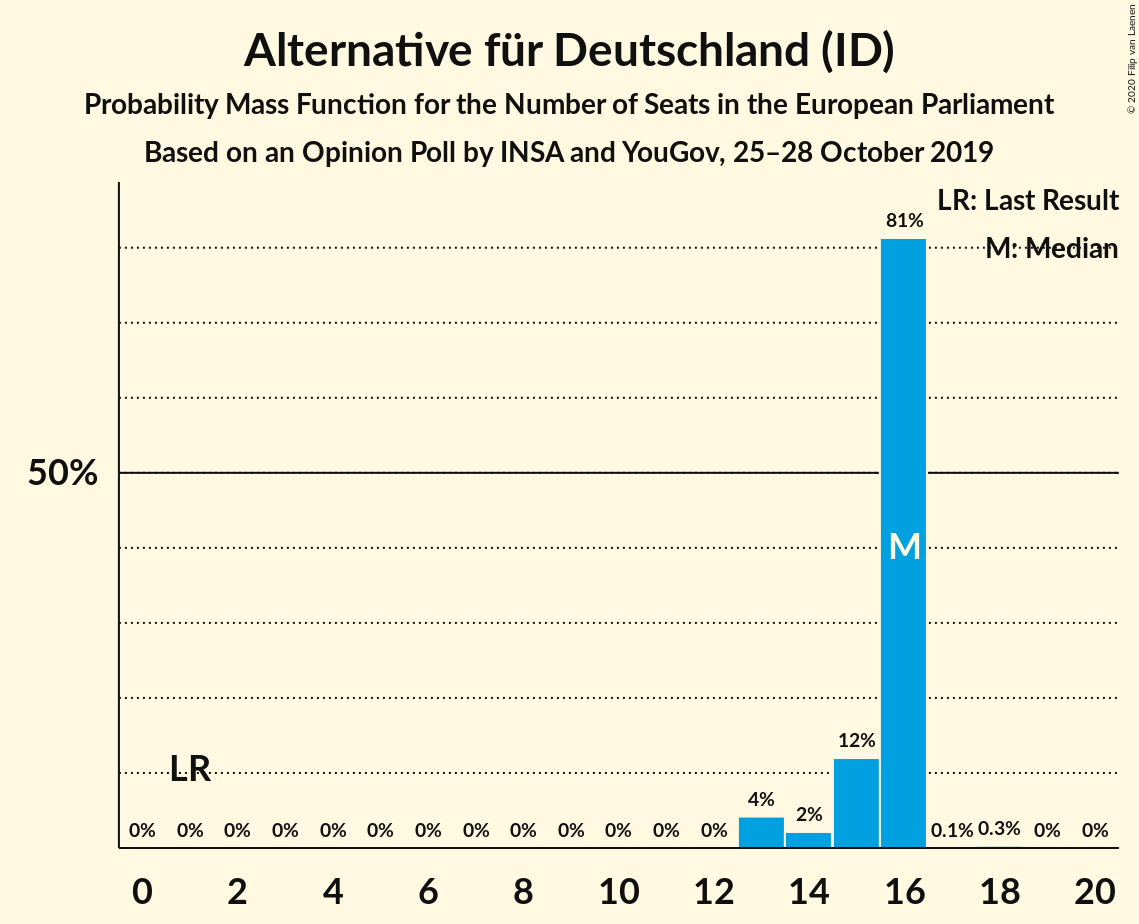 Alternative für Deutschland (ID)
Probability Mass Function for the Number of Seats in the European Parliament
Based on an Opinion Poll by INSA and YouGov, 25–28 October 2019
© 2020 Filip van Laenen
LR: Last Result
M: Median
81%
50%
M
12%
LR
4%
2%
0% 0% 0% 0% 0% 0% 0% 0% 0% 0% 0% 0% 0% 0.1% 0.3% 0% 0%
0 2 4 6 8 10 12 14 16 18 20